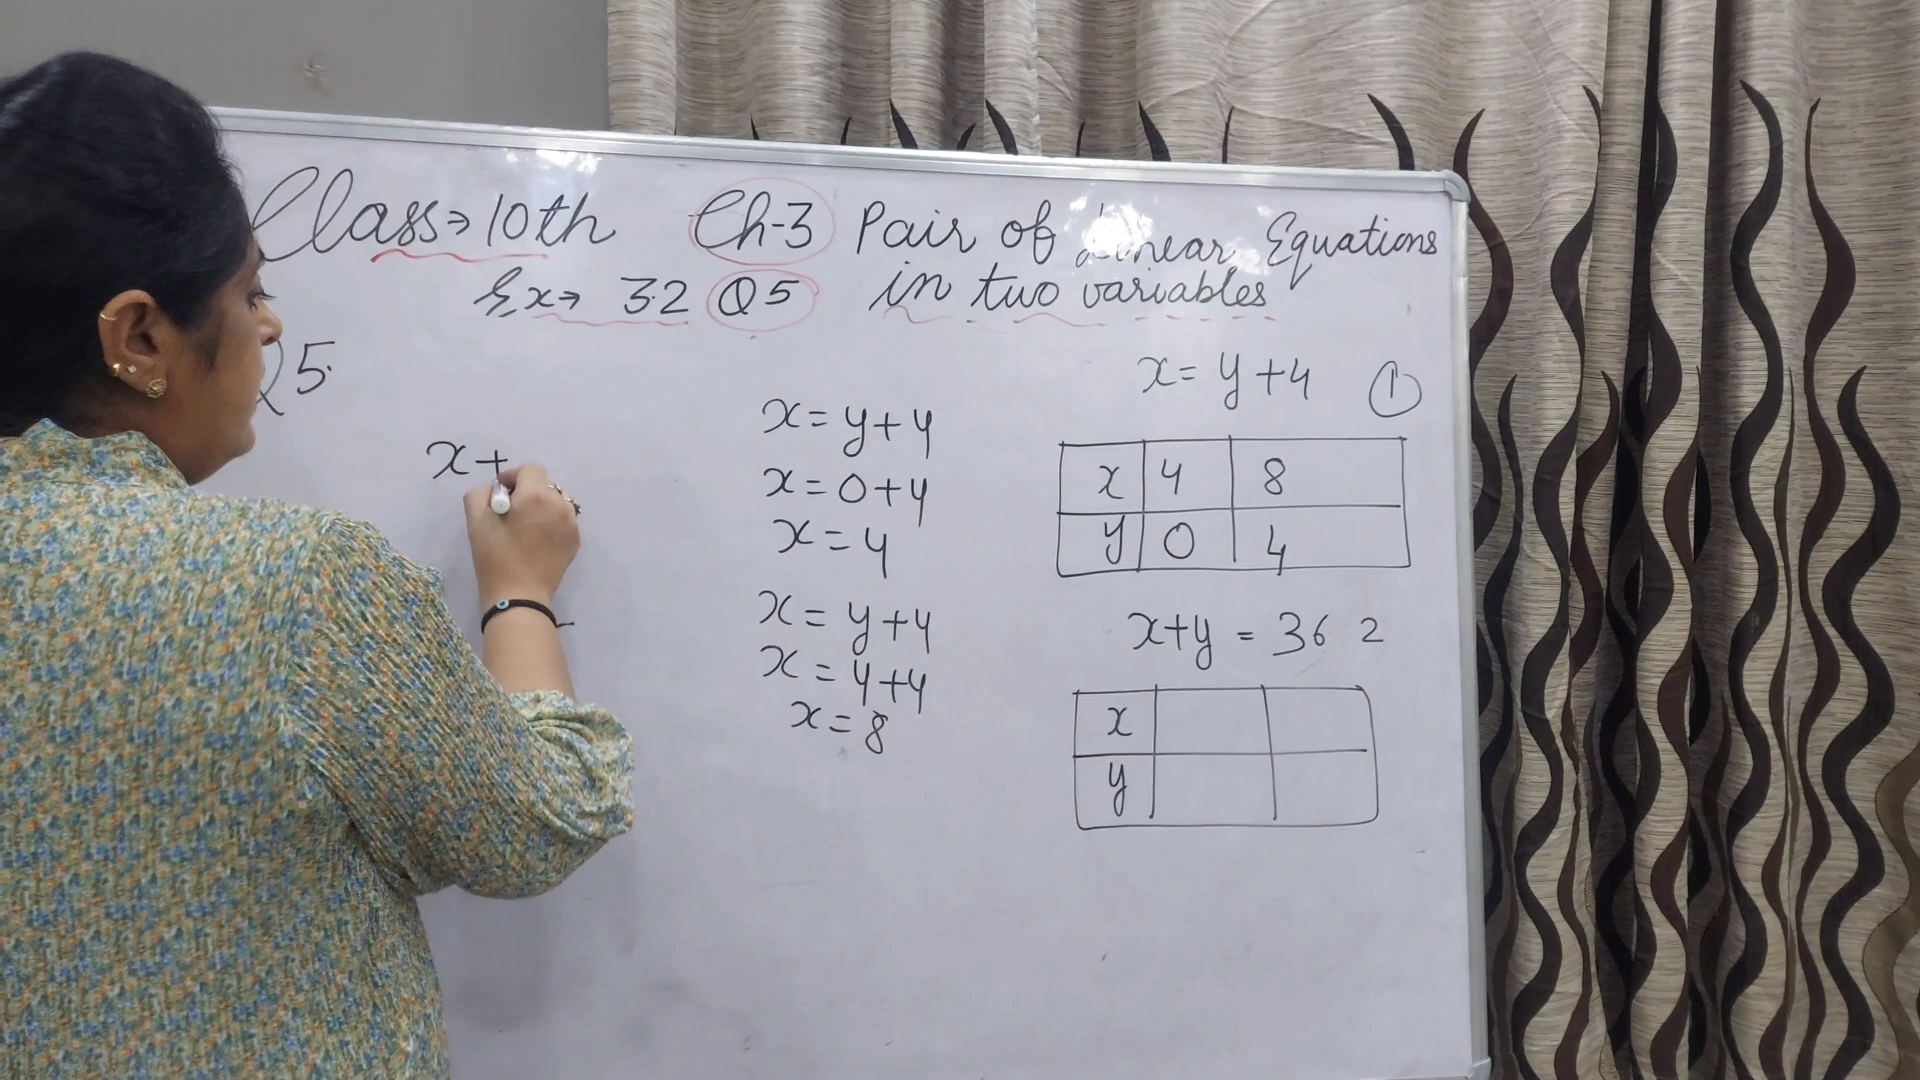 Class→ 10th Ch-3 Pair of Linear Equations
Ex→ 3.2 Q5 in two variables
Q5.
x+
x = y + 4
x = 0 + 4
x = 4
x = y + 4
x = 4 + 4
x = 8
x = y + 4 1
x 4 8
y 0 4
x + y = 36 2
x
y